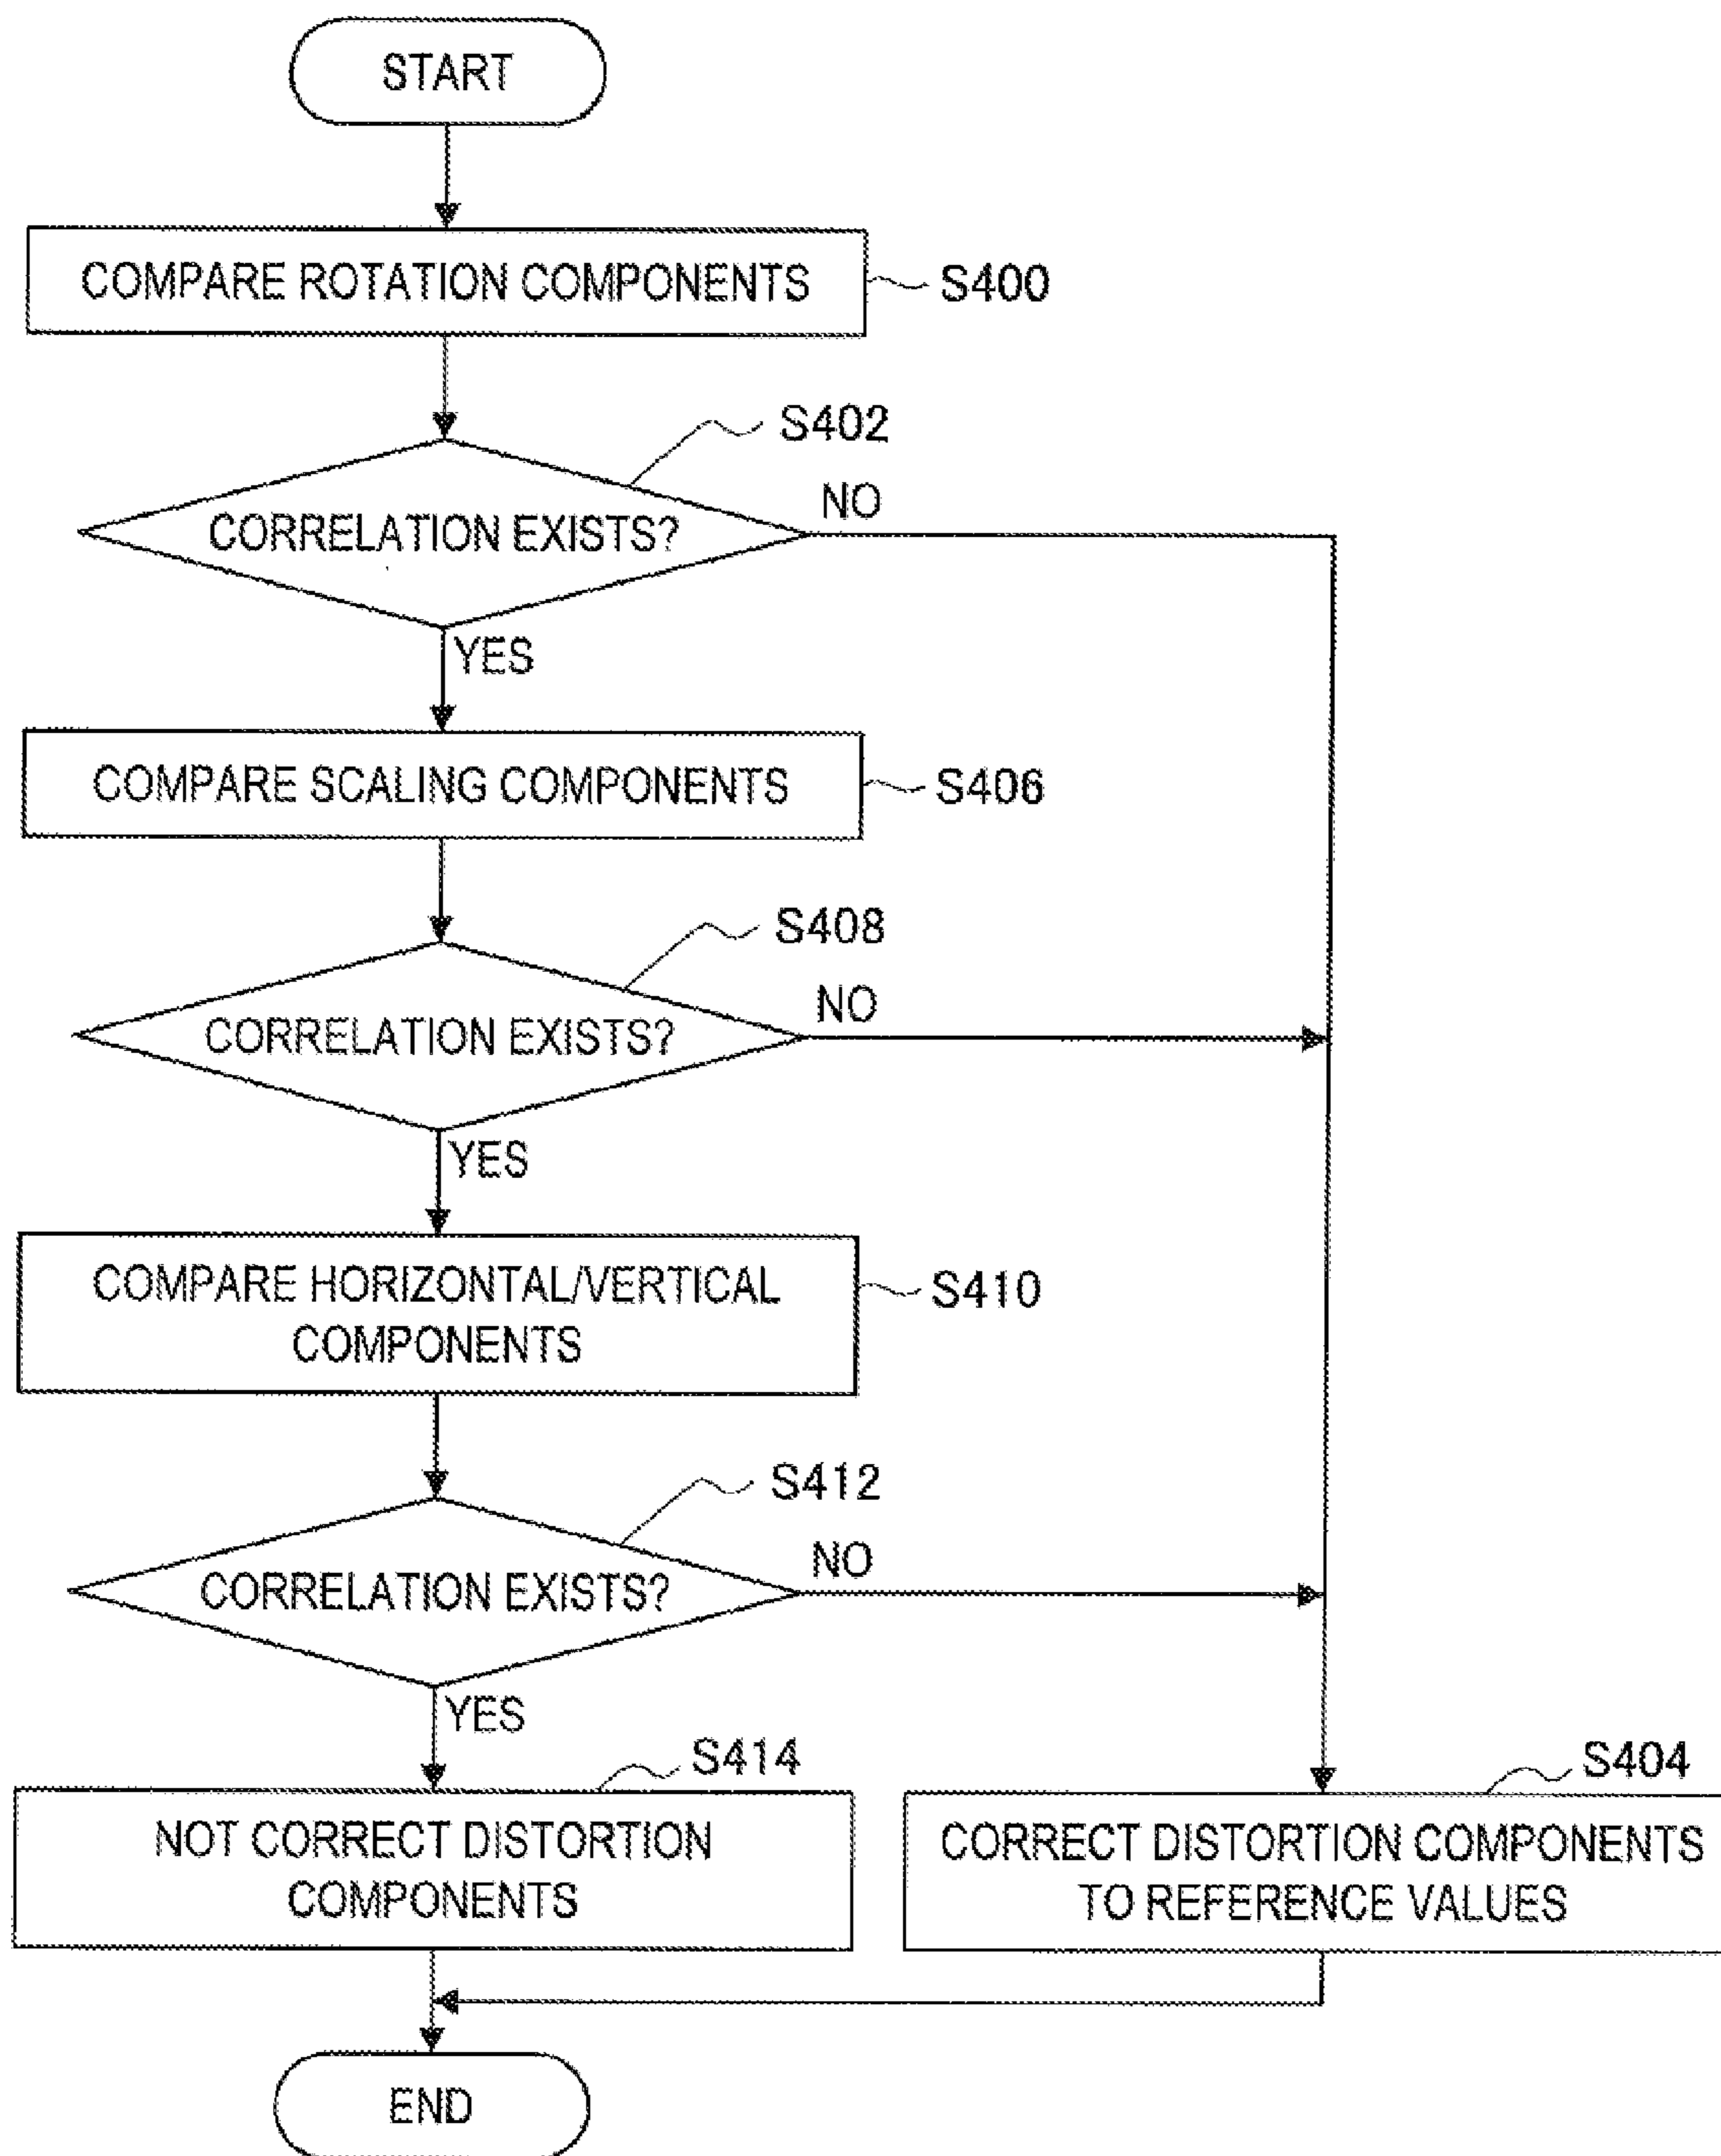 START
COMPARE ROTATION COMPONENTS
S400
S402
CORRELATION EXISTS?
NO
YES
COMPARE SCALING COMPONENTS
S406
S408
CORRELATION EXISTS?
NO
YES
COMPARE HORIZONTAL/VERTICAL
COMPONENTS
S410
S412
CORRELATION EXISTS?
NO
YES
S414
NOT CORRECT DISTORTION
COMPONENTS
S404
CORRECT DISTORTION COMPONENTS
TO REFERENCE VALUES
END